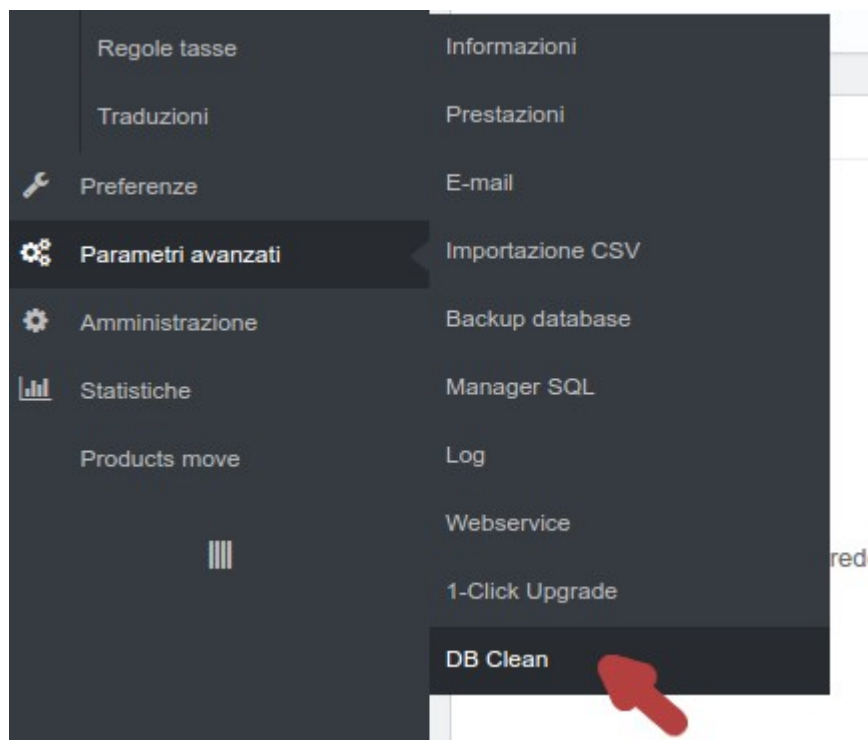 Regole tasse
Traduzioni
Preferenze
Parametri avanzati
Amministrazione
Statistiche
Products move
Informazioni
Prestazioni
E-mail
Importazione CSV
Backup database
Manager SQL
Log
Webservice
1-Click Upgrade
DB Clean
red